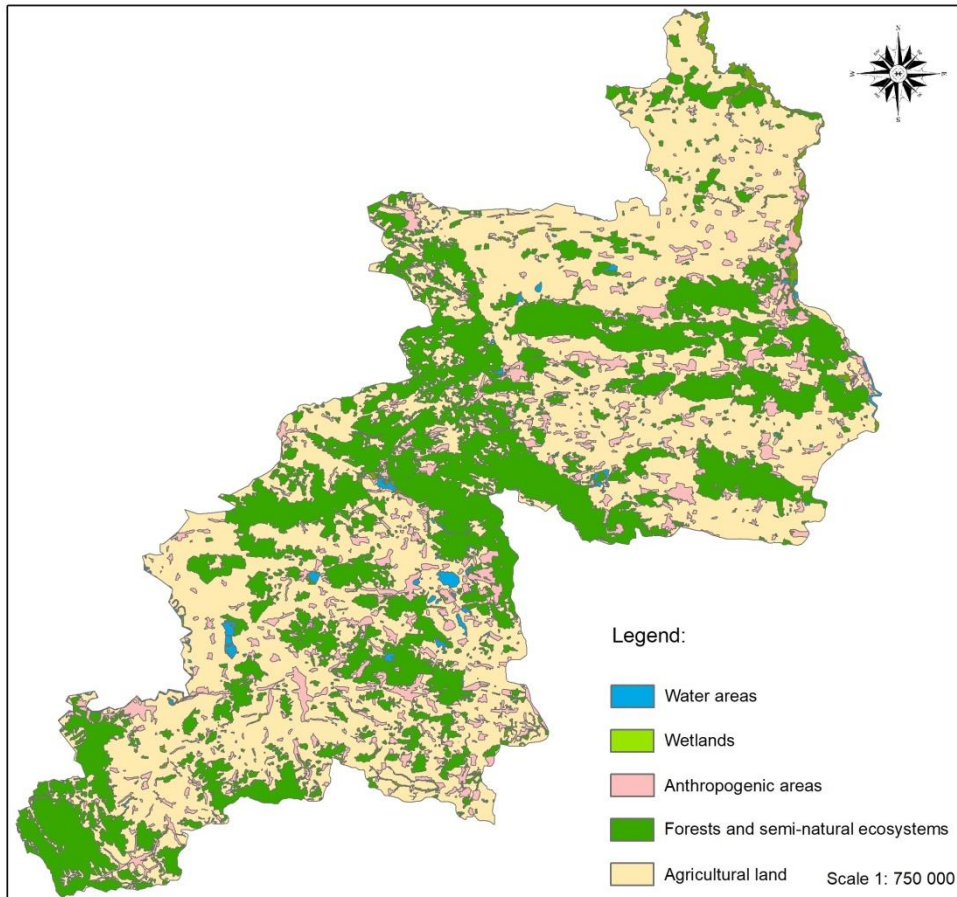 N
W
E
S
Legend:
Water areas
Wetlands
Anthropogenic areas
Forests and semi-natural ecosystems
Agricultural land
Scale 1: 750 000